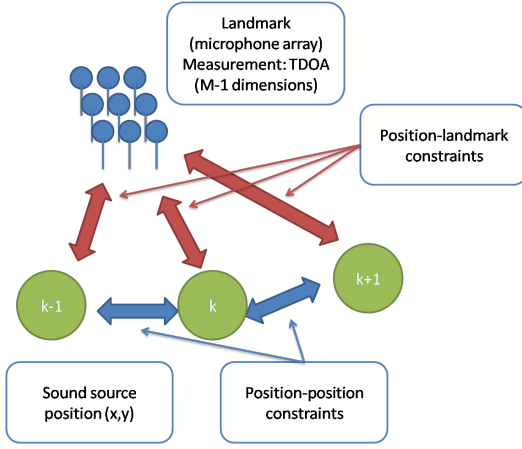 Landmark
(microphone array)
Measurement: TDOA
(M-1 dimensions)
Position-landmark
constraints
k+1
k-1
k
Sound source
position (x,y)
Position-position
constraints